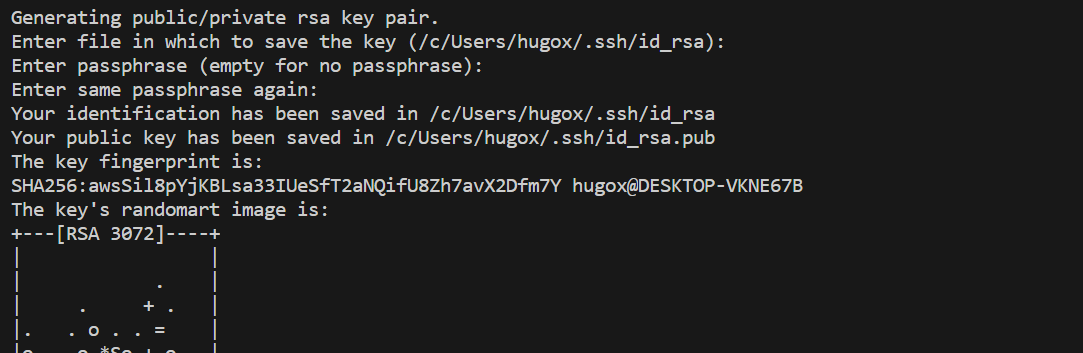 Generating public/private rsa key pair.
Enter file in which to save the key (/c/Users/hugox/.ssh/id_rsa):
Enter passphrase (empty for no passphrase):
Enter same passphrase again:
Your identification has been saved in /c/Users/hugox/.ssh/id_rsa
Your public key has been saved in /c/Users/hugox/.ssh/id_rsa.pub
The key fingerprint is:
SHA256:awsSil8pYjKBLsa33IUeSfT2aNQifU8Zh7avX2Dfm7Y hugox@DESKTOP-VKNE67B
The key's randomart image is:
+---[RSA 3072]----+
|                 |
|            .    |
|     .     + .   |
|.   . o . . =    |